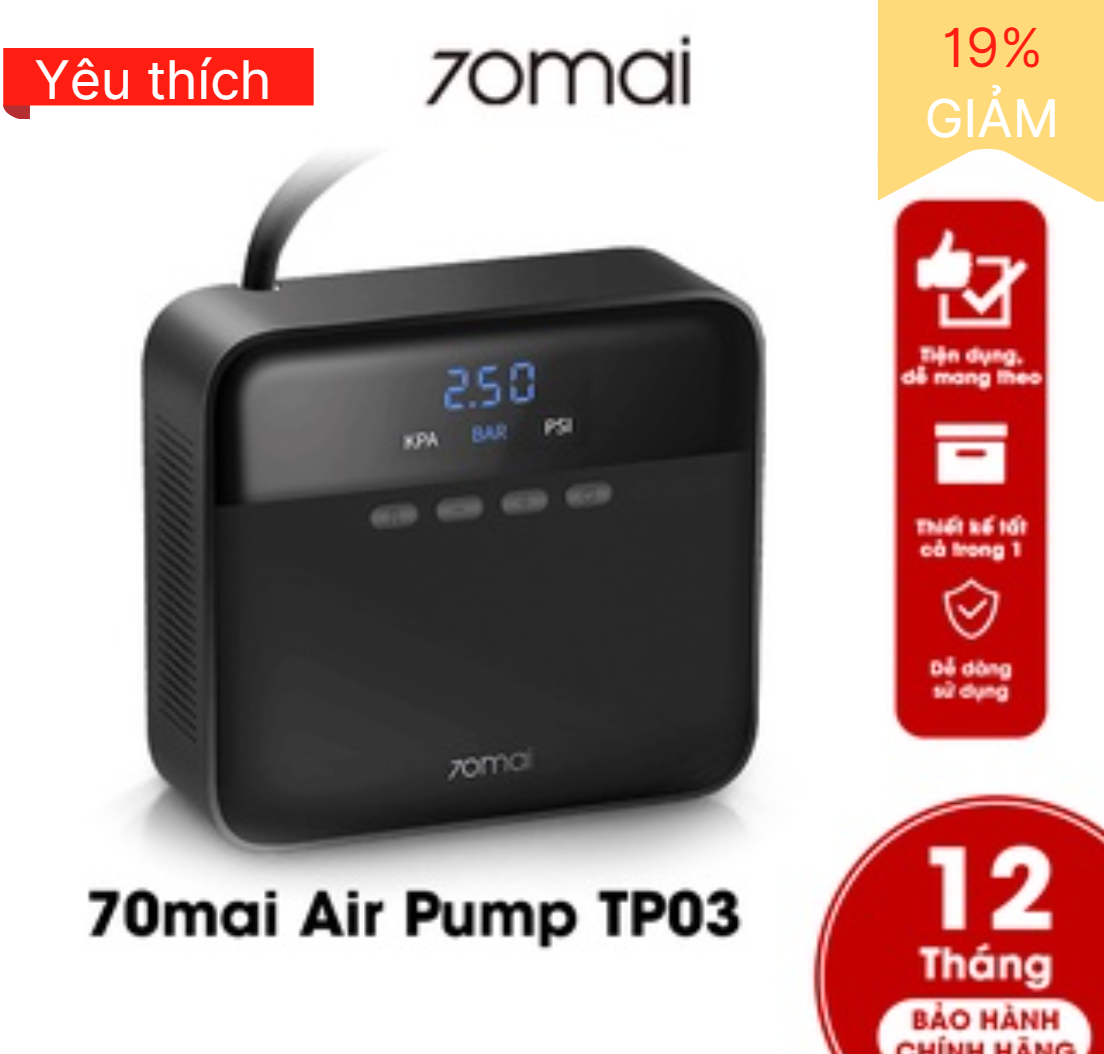 Yêu thích
70mai
19%
GIẢM
2.50
KPA BAR PSI
70mai
Tiện dụng,
dễ mang theo
Thiết kế tất
cả trong 1
Dễ dàng
sử dụng
70mai Air Pump TP03
12
Tháng
BẢO HÀNH
CHÍNH HÃNG